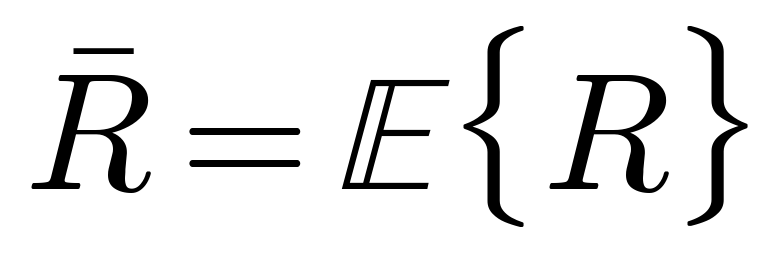 R̄ = 𝔼{R}